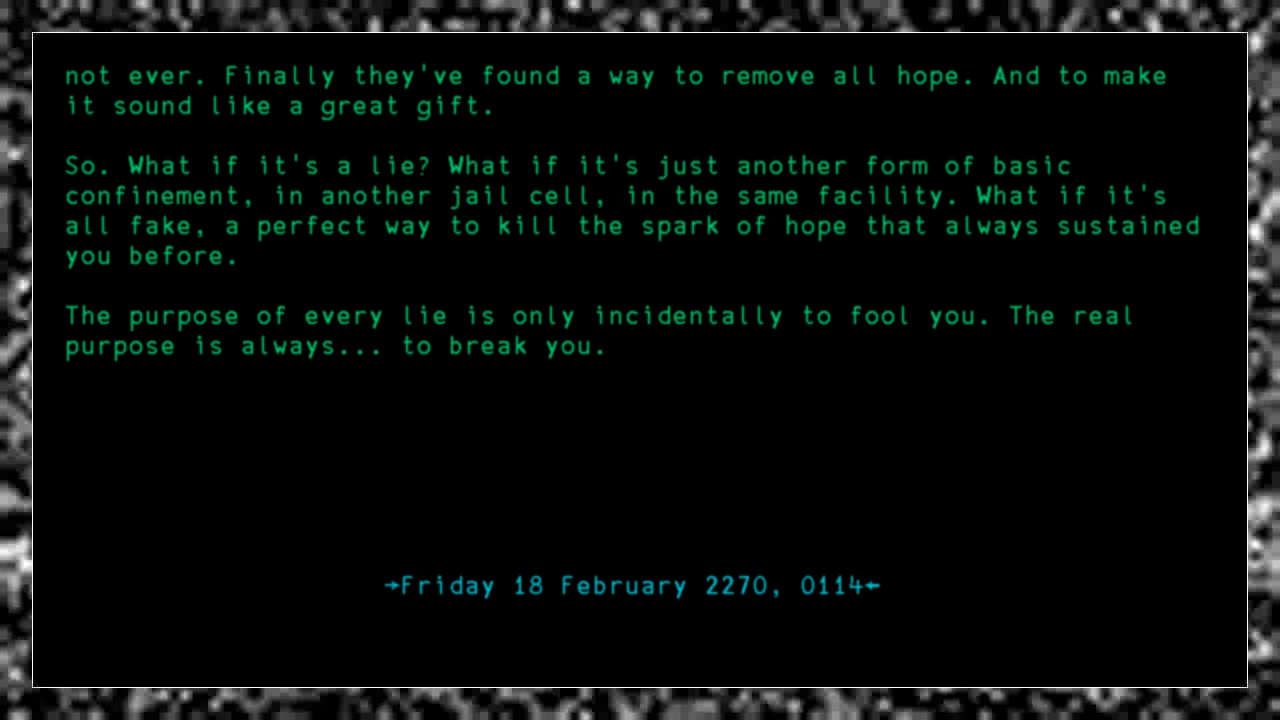 not ever. Finally they've found a way to remove all hope. And to make
it sound like a great gift.
So. What if it's a lie? What if it's just another form of basic
confinement, in another jail cell, in the same facility. What if it's
all fake, a perfect way to kill the spark of hope that always sustained
you before.
The purpose of every lie is only incidentally to fool you. The real
purpose is always... to break you.
→Friday 18 February 2270, 0114←